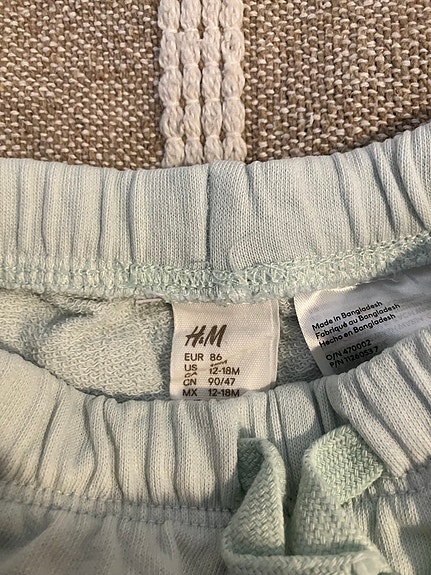 H&M
EUR 86
US 12-18M
CA
CN 90/47
MX 12-18M
Made in Bangladesh
Fabriqué au Bangladesh
Hecho en Bangladesh
O/N 470002